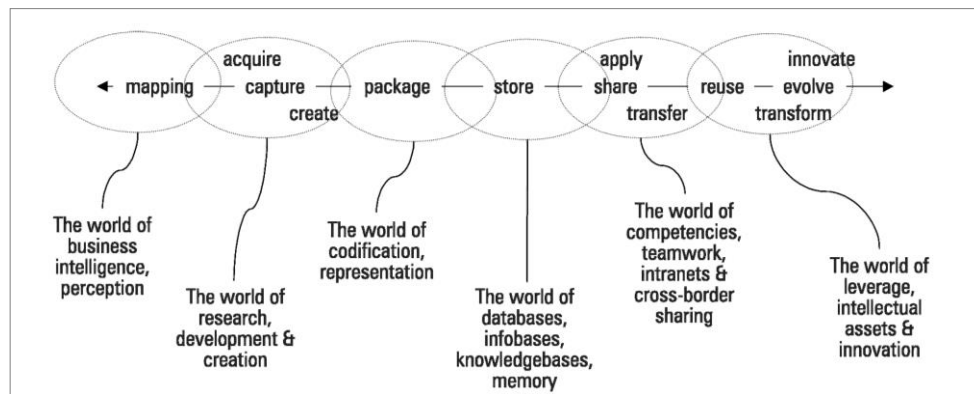 acquire
apply
innovate
mapping
capture
package
store
share
reuse
evolve
create
transfer
transform
The world of
business
intelligence,
perception
The world of
research,
development &
creation
The world of
codification,
representation
The world of
databases,
infobases,
knowledgebases,
memory
The world of
competencies,
teamwork,
intranets &
cross-border
sharing
The world of
leverage,
intellectual
assets &
innovation